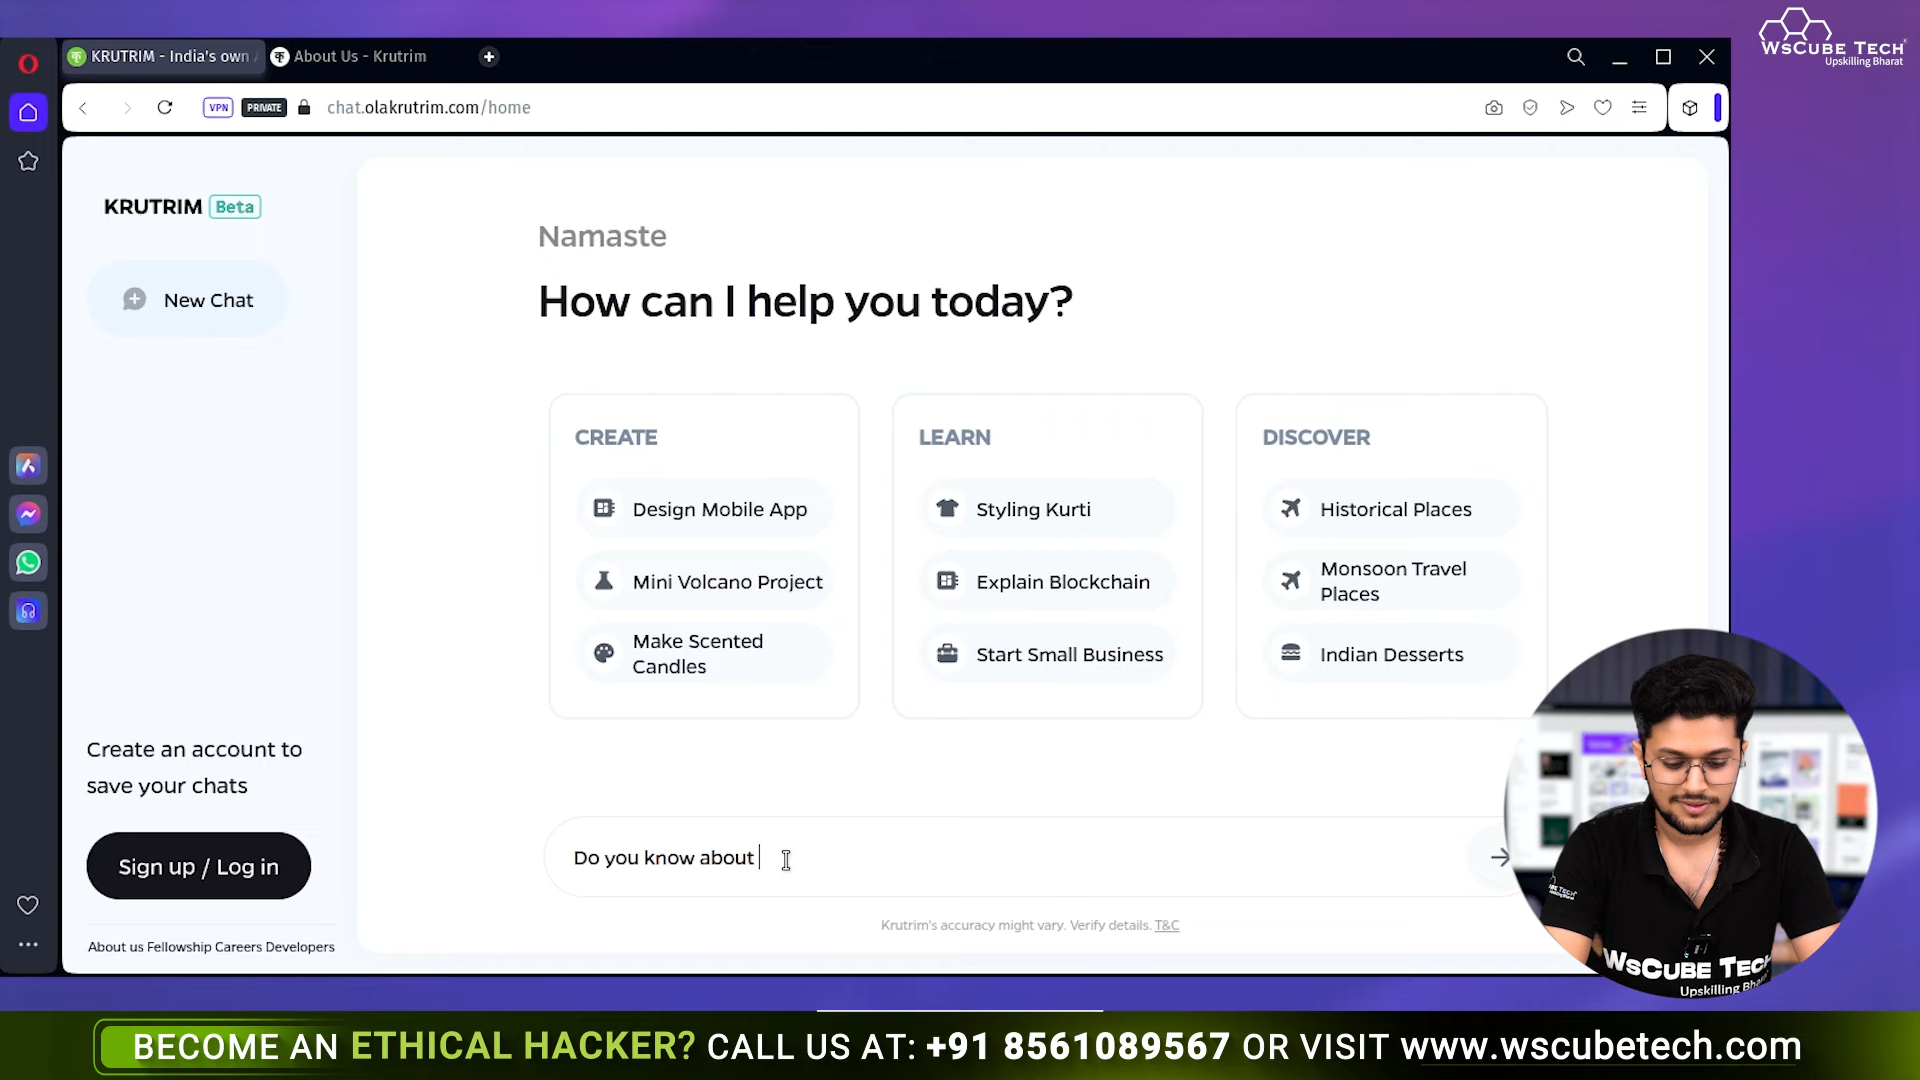 WsCube Tech
Upskilling Bharat
KRUTRIM - India's own
About Us - Krutrim
VPN
PRIVATE
chat.olakrutrim.com/home
KRUTRIM Beta
New Chat
Namaste
How can I help you today?
CREATE
Design Mobile App
Mini Volcano Project
Make Scented
Candles
LEARN
Styling Kurti
Explain Blockchain
Start Small Business
DISCOVER
Historical Places
Monsoon Travel
Places
Indian Desserts
Create an account to
save your chats
Sign up / Log in
About us Fellowship Careers Developers
Do you know about
Krutrim's accuracy might vary. Verify details. T&C
WsCUBE TECH
Upskilling
BECOME AN ETHICAL HACKER? CALL US AT: +91 8561089567 OR VISIT www.wscubetech.com